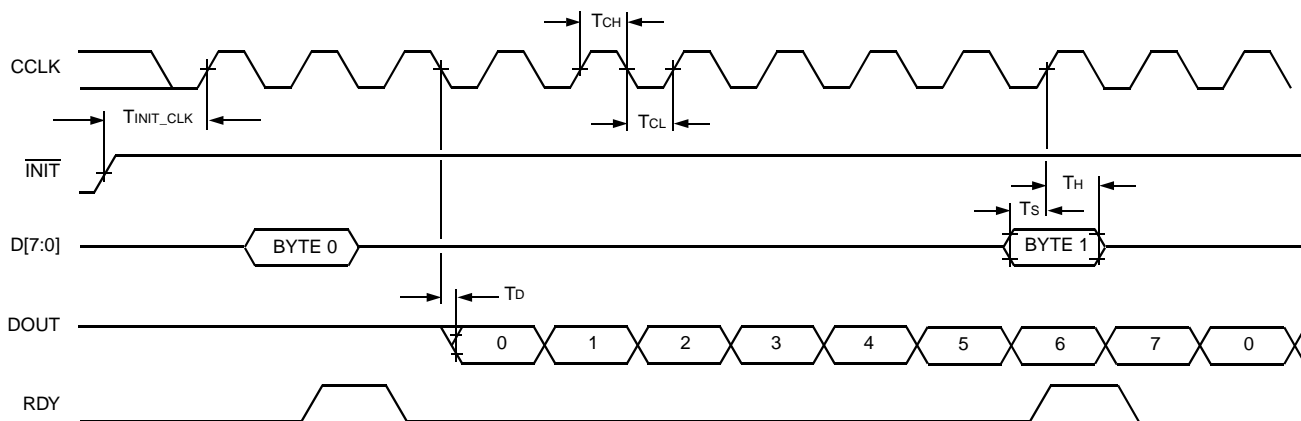 TCH
CCLK
TINIT_CLK
TCL
INIT
TH
TS
D[7:0]
BYTE 0
BYTE 1
TD
DOUT
0 1 2 3 4 5 6 7 0
RDY